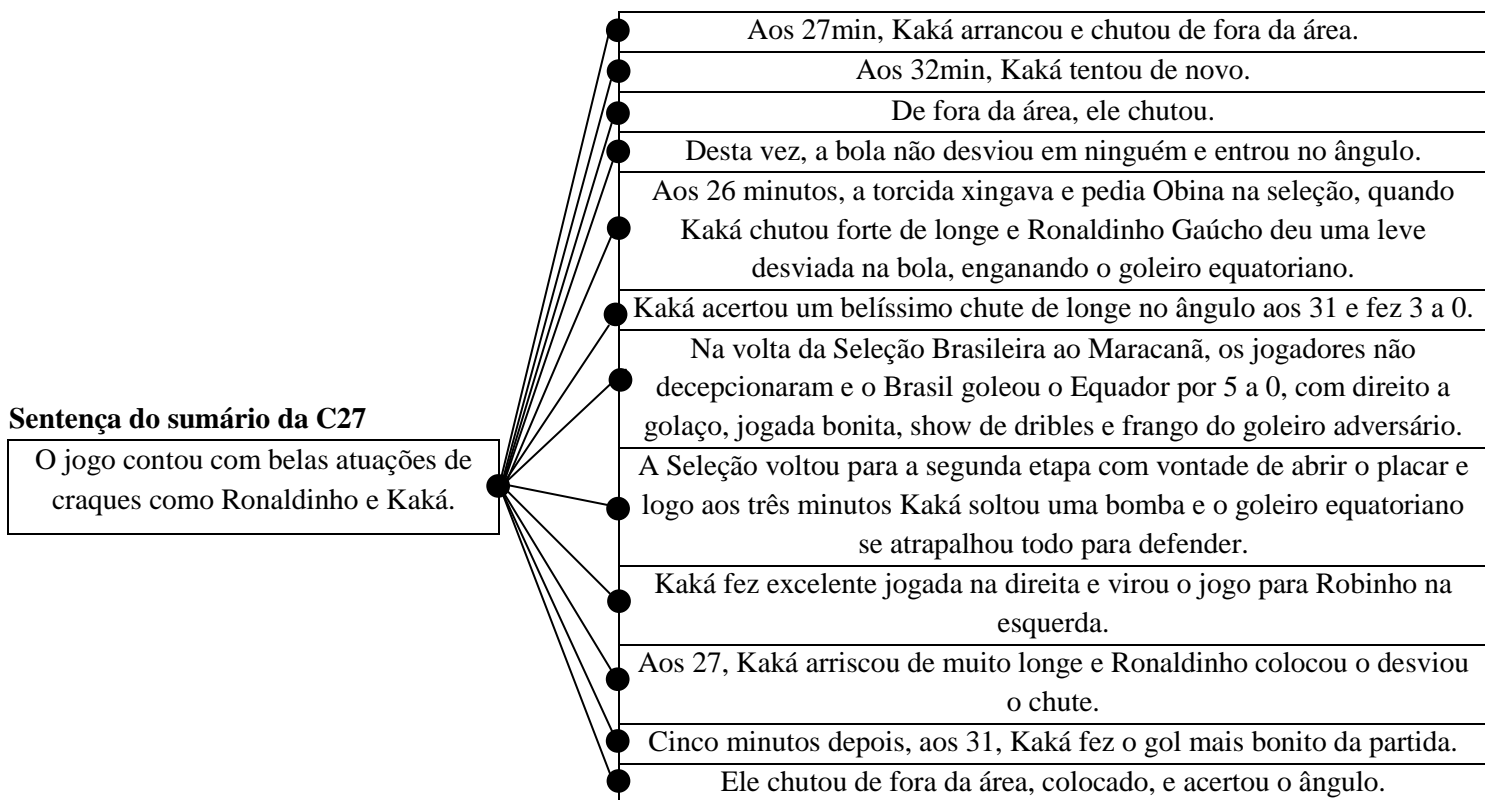 Sentença do sumário da C27
O jogo contou com belas atuações de
craques como Ronaldinho e Kaká.
Aos 27min, Kaká arrancou e chutou de fora da área.
Aos 32min, Kaká tentou de novo.
De fora da área, ele chutou.
Desta vez, a bola não desviou em ninguém e entrou no ângulo.
Aos 26 minutos, a torcida xingava e pedia Obina na seleção, quando
Kaká chutou forte de longe e Ronaldinho Gaúcho deu uma leve
desviada na bola, enganando o goleiro equatoriano.
Kaká acertou um belíssimo chute de longe no ângulo aos 31 e fez 3 a 0.
Na volta da Seleção Brasileira ao Maracanã, os jogadores não
decepcionaram e o Brasil goleou o Equador por 5 a 0, com direito a
golaço, jogada bonita, show de dribles e frango do goleiro adversário.
A Seleção voltou para a segunda etapa com vontade de abrir o placar e
logo aos três minutos Kaká soltou uma bomba e o goleiro equatoriano
se atrapalhou todo para defender.
Kaká fez excelente jogada na direita e virou o jogo para Robinho na
esquerda.
Aos 27, Kaká arriscou de muito longe e Ronaldinho colocou o desviou
o chute.
Cinco minutos depois, aos 31, Kaká fez o gol mais bonito da partida.
Ele chutou de fora da área, colocado, e acertou o ângulo.